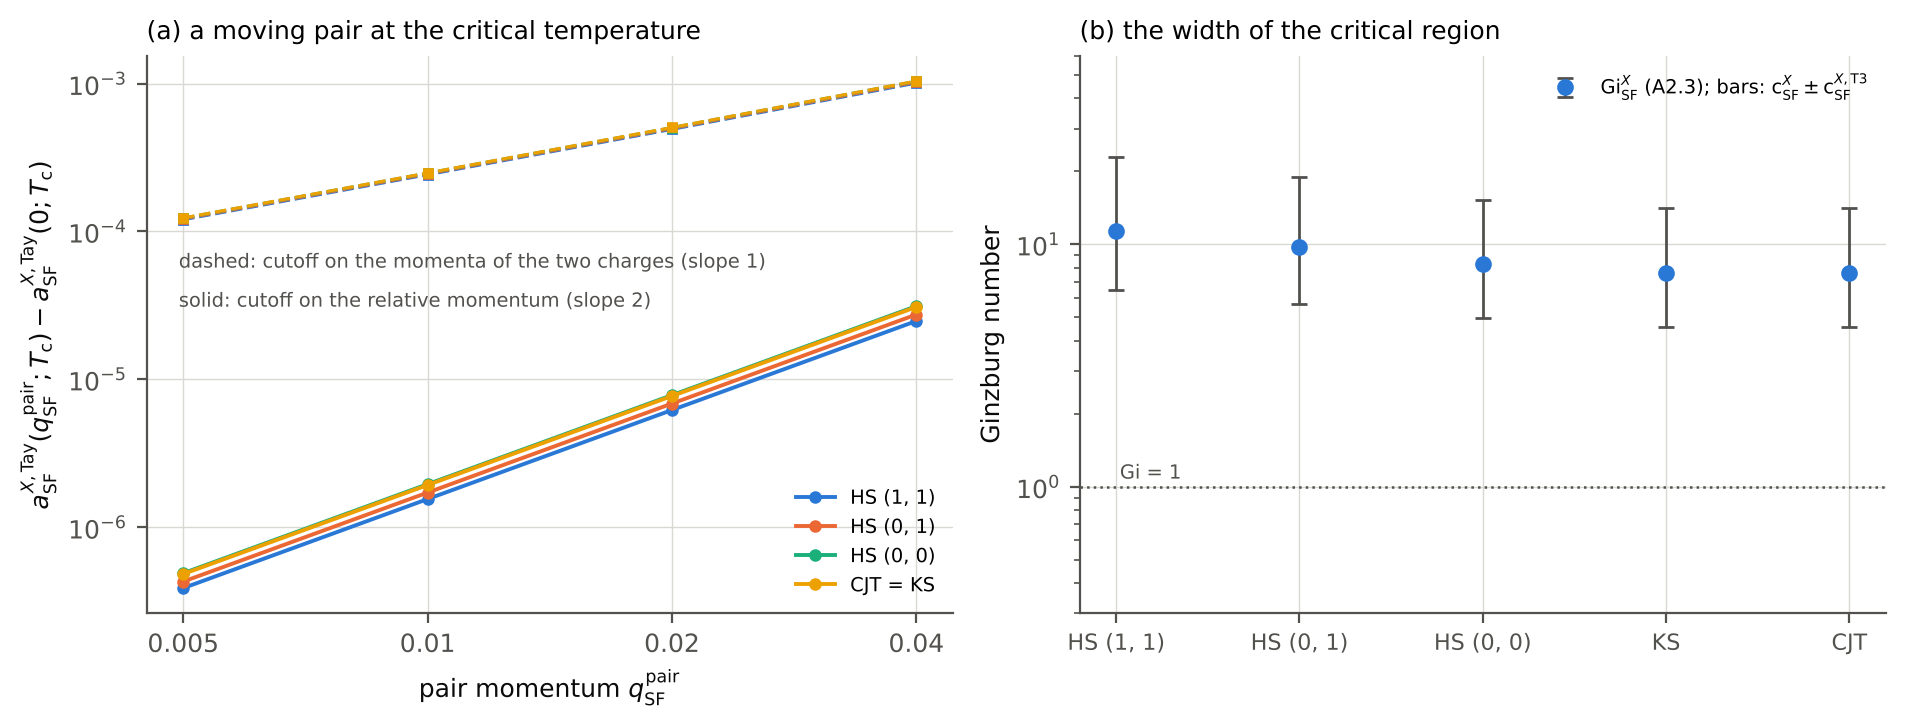 (a) a moving pair at the critical temperature
a_SF^{X,Tay}(q_SF^pair; T_c) − a_SF^{X,Tay}(0; T_c)
10^−3
10^−4
10^−5
10^−6
dashed: cutoff on the momenta of the two charges (slope 1)
solid: cutoff on the relative momentum (slope 2)
HS (1, 1)
HS (0, 1)
HS (0, 0)
CJT = KS
0.005 0.01 0.02 0.04
pair momentum q_SF^pair
(b) the width of the critical region
Ginzburg number
Gi_SF^X (A2.3); bars: c_SF^X ± c_SF^{X,T3}
10^1
10^0
Gi = 1
HS (1, 1) HS (0, 1) HS (0, 0) KS CJT